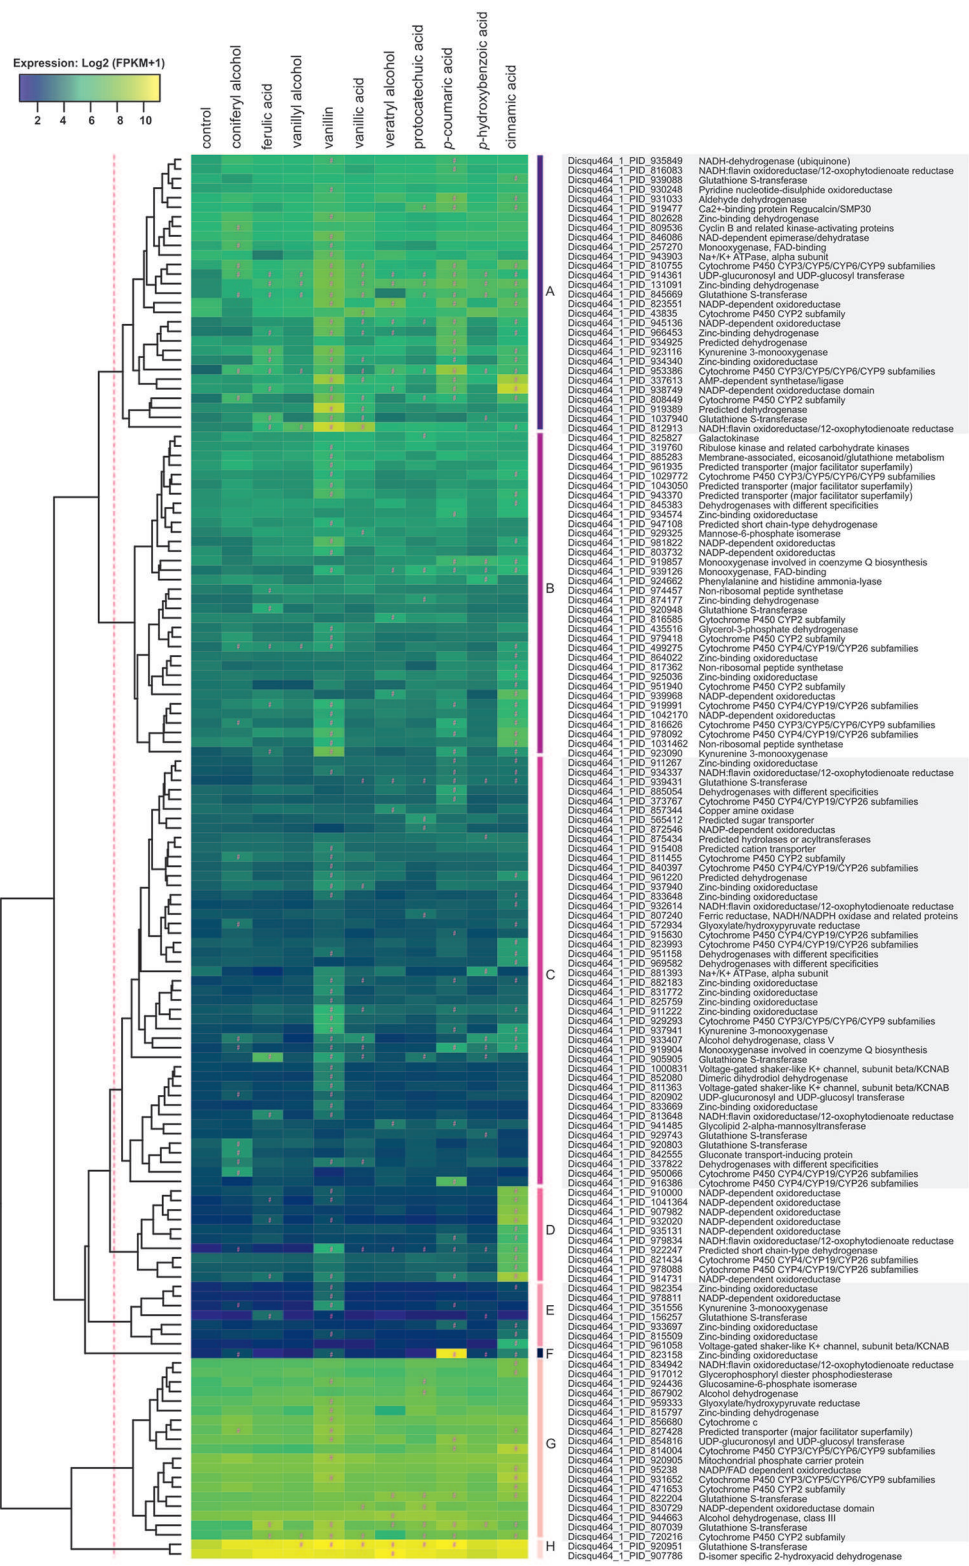 Expression: Log2 (FPKM+1)
2 4 6 8 10
control
coniferyl alcohol
ferulic acid
vanillyl alcohol
vanillin
vanillic acid
veratryl alcohol
protocatechuic acid
p-coumaric acid
p-hydroxybenzoic acid
cinnamic acid
A
B
C
D
E
F
G
H
Dicsqu464_1_PID_935849 NADH-dehydrogenase (ubiquinone)
Dicsqu464_1_PID_816083 NADH:flavin oxidoreductase/12-oxophytodienoate reductase
Dicsqu464_1_PID_939088 Glutathione S-transferase
Dicsqu464_1_PID_930248 Pyridine nucleotide-disulphide oxidoreductase
Dicsqu464_1_PID_931033 Aldehyde dehydrogenase
Dicsqu464_1_PID_919477 Ca2+-binding protein Regucalcin/SMP30
Dicsqu464_1_PID_802628 Zinc-binding dehydrogenase
Dicsqu464_1_PID_809536 Cyclin B and related kinase-activating proteins
Dicsqu464_1_PID_846086 NAD-dependent epimerase/dehydratase
Dicsqu464_1_PID_257270 Monooxygenase, FAD-binding
Dicsqu464_1_PID_943903 Na+/K+ ATPase, alpha subunit
Dicsqu464_1_PID_810755 Cytochrome P450 CYP3/CYP5/CYP6/CYP9 subfamilies
Dicsqu464_1_PID_914361 UDP-glucuronosyl and UDP-glucosyl transferase
Dicsqu464_1_PID_131091 Zinc-binding dehydrogenase
Dicsqu464_1_PID_845669 Glutathione S-transferase
Dicsqu464_1_PID_823551 NADP-dependent oxidoreductase
Dicsqu464_1_PID_43835 Cytochrome P450 CYP2 subfamily
Dicsqu464_1_PID_945136 NADP-dependent oxidoreductase
Dicsqu464_1_PID_966453 Zinc-binding dehydrogenase
Dicsqu464_1_PID_934925 Predicted dehydrogenase
Dicsqu464_1_PID_923116 Kynurenine 3-monooxygenase
Dicsqu464_1_PID_934340 Zinc-binding oxidoreductase
Dicsqu464_1_PID_953386 Cytochrome P450 CYP3/CYP5/CYP6/CYP9 subfamilies
Dicsqu464_1_PID_337613 AMP-dependent synthetase/ligase
Dicsqu464_1_PID_938749 NADP-dependent oxidoreductase domain
Dicsqu464_1_PID_808449 Cytochrome P450 CYP2 subfamily
Dicsqu464_1_PID_919389 Predicted dehydrogenase
Dicsqu464_1_PID_1037940 Glutathione S-transferase
Dicsqu464_1_PID_812913 NADH:flavin oxidoreductase/12-oxophytodienoate reductase
Dicsqu464_1_PID_825827 Galactokinase
Dicsqu464_1_PID_319760 Ribulose kinase and related carbohydrate kinases
Dicsqu464_1_PID_885283 Membrane-associated, eicosanoid/glutathione metabolism
Dicsqu464_1_PID_961935 Predicted transporter (major facilitator superfamily)
Dicsqu464_1_PID_1029772 Cytochrome P450 CYP3/CYP5/CYP6/CYP9 subfamilies
Dicsqu464_1_PID_1043050 Predicted transporter (major facilitator superfamily)
Dicsqu464_1_PID_943370 Predicted transporter (major facilitator superfamily)
Dicsqu464_1_PID_845383 Dehydrogenases with different specificities
Dicsqu464_1_PID_934574 Zinc-binding oxidoreductase
Dicsqu464_1_PID_947108 Predicted short chain-type dehydrogenase
Dicsqu464_1_PID_929325 Mannose-6-phosphate isomerase
Dicsqu464_1_PID_981822 NADP-dependent oxidoreductas
Dicsqu464_1_PID_803732 NADP-dependent oxidoreductas
Dicsqu464_1_PID_919857 Monooxygenase involved in coenzyme Q biosynthesis
Dicsqu464_1_PID_939126 Monooxygenase, FAD-binding
Dicsqu464_1_PID_924662 Phenylalanine and histidine ammonia-lyase
Dicsqu464_1_PID_974457 Non-ribosomal peptide synthetase
Dicsqu464_1_PID_874177 Zinc-binding dehydrogenase
Dicsqu464_1_PID_920948 Glutathione S-transferase
Dicsqu464_1_PID_816585 Cytochrome P450 CYP2 subfamily
Dicsqu464_1_PID_435516 Glycerol-3-phosphate dehydrogenase
Dicsqu464_1_PID_979418 Cytochrome P450 CYP2 subfamily
Dicsqu464_1_PID_499275 Cytochrome P450 CYP4/CYP19/CYP26 subfamilies
Dicsqu464_1_PID_864022 Zinc-binding oxidoreductase
Dicsqu464_1_PID_817362 Non-ribosomal peptide synthetase
Dicsqu464_1_PID_925036 Zinc-binding oxidoreductase
Dicsqu464_1_PID_951940 Cytochrome P450 CYP2 subfamily
Dicsqu464_1_PID_939968 NADP-dependent oxidoreductas
Dicsqu464_1_PID_919991 Cytochrome P450 CYP4/CYP19/CYP26 subfamilies
Dicsqu464_1_PID_1042170 NADP-dependent oxidoreductas
Dicsqu464_1_PID_816626 Cytochrome P450 CYP3/CYP5/CYP6/CYP9 subfamilies
Dicsqu464_1_PID_978092 Cytochrome P450 CYP4/CYP19/CYP26 subfamilies
Dicsqu464_1_PID_1031462 Non-ribosomal peptide synthetase
Dicsqu464_1_PID_923090 Kynurenine 3-monooxygenase
Dicsqu464_1_PID_911267 Zinc-binding oxidoreductase
Dicsqu464_1_PID_934337 NADH:flavin oxidoreductase/12-oxophytodienoate reductase
Dicsqu464_1_PID_939431 Glutathione S-transferase
Dicsqu464_1_PID_885054 Dehydrogenases with different specificities
Dicsqu464_1_PID_373767 Cytochrome P450 CYP4/CYP19/CYP26 subfamilies
Dicsqu464_1_PID_857344 Copper amine oxidase
Dicsqu464_1_PID_565412 Predicted sugar transporter
Dicsqu464_1_PID_872546 NADP-dependent oxidoreductas
Dicsqu464_1_PID_875434 Predicted hydrolases or acyltransferases
Dicsqu464_1_PID_915408 Predicted cation transporter
Dicsqu464_1_PID_811455 Cytochrome P450 CYP2 subfamily
Dicsqu464_1_PID_840397 Cytochrome P450 CYP4/CYP19/CYP26 subfamilies
Dicsqu464_1_PID_961220 Predicted dehydrogenase
Dicsqu464_1_PID_937940 Zinc-binding oxidoreductase
Dicsqu464_1_PID_833648 Zinc-binding oxidoreductase
Dicsqu464_1_PID_932614 NADH:flavin oxidoreductase/12-oxophytodienoate reductase
Dicsqu464_1_PID_807240 Ferric reductase, NADH/NADPH oxidase and related proteins
Dicsqu464_1_PID_572934 Glyoxylate/hydroxypyruvate reductase
Dicsqu464_1_PID_915630 Cytochrome P450 CYP4/CYP19/CYP26 subfamilies
Dicsqu464_1_PID_823993 Cytochrome P450 CYP4/CYP19/CYP26 subfamilies
Dicsqu464_1_PID_951158 Dehydrogenases with different specificities
Dicsqu464_1_PID_969582 Dehydrogenases with different specificities
Dicsqu464_1_PID_881393 Na+/K+ ATPase, alpha subunit
Dicsqu464_1_PID_882183 Zinc-binding oxidoreductase
Dicsqu464_1_PID_831772 Zinc-binding oxidoreductase
Dicsqu464_1_PID_825759 Zinc-binding oxidoreductase
Dicsqu464_1_PID_911222 Zinc-binding oxidoreductase
Dicsqu464_1_PID_929293 Cytochrome P450 CYP3/CYP5/CYP6/CYP9 subfamilies
Dicsqu464_1_PID_937941 Kynurenine 3-monooxygenase
Dicsqu464_1_PID_933407 Alcohol dehydrogenase, class V
Dicsqu464_1_PID_919904 Monooxygenase involved in coenzyme Q biosynthesis
Dicsqu464_1_PID_905905 Glutathione S-transferase
Dicsqu464_1_PID_1000831 Voltage-gated shaker-like K+ channel, subunit beta/KCNAB
Dicsqu464_1_PID_852080 Dimeric dihydrodiol dehydrogenase
Dicsqu464_1_PID_811363 Voltage-gated shaker-like K+ channel, subunit beta/KCNAB
Dicsqu464_1_PID_820902 UDP-glucuronosyl and UDP-glucosyl transferase
Dicsqu464_1_PID_833669 Zinc-binding oxidoreductase
Dicsqu464_1_PID_813648 NADH:flavin oxidoreductase/12-oxophytodienoate reductase
Dicsqu464_1_PID_941485 Glycolipid 2-alpha-mannosyltransferase
Dicsqu464_1_PID_929743 Glutathione S-transferase
Dicsqu464_1_PID_920803 Glutathione S-transferase
Dicsqu464_1_PID_842555 Gluconate transport-inducing protein
Dicsqu464_1_PID_337822 Dehydrogenases with different specificities
Dicsqu464_1_PID_950066 Cytochrome P450 CYP4/CYP19/CYP26 subfamilies
Dicsqu464_1_PID_916386 Cytochrome P450 CYP4/CYP19/CYP26 subfamilies
Dicsqu464_1_PID_910000 NADP-dependent oxidoreductase
Dicsqu464_1_PID_1041364 NADP-dependent oxidoreductase
Dicsqu464_1_PID_907982 NADP-dependent oxidoreductase
Dicsqu464_1_PID_932020 NADP-dependent oxidoreductase
Dicsqu464_1_PID_935131 NADP-dependent oxidoreductase
Dicsqu464_1_PID_979834 NADH:flavin oxidoreductase/12-oxophytodienoate reductase
Dicsqu464_1_PID_922247 Predicted short chain-type dehydrogenase
Dicsqu464_1_PID_821434 Cytochrome P450 CYP4/CYP19/CYP26 subfamilies
Dicsqu464_1_PID_978088 Cytochrome P450 CYP4/CYP19/CYP26 subfamilies
Dicsqu464_1_PID_914731 NADP-dependent oxidoreductase
Dicsqu464_1_PID_982354 Zinc-binding oxidoreductase
Dicsqu464_1_PID_978811 NADP-dependent oxidoreductase
Dicsqu464_1_PID_351556 Kynurenine 3-monooxygenase
Dicsqu464_1_PID_156257 Glutathione S-transferase
Dicsqu464_1_PID_933697 Zinc-binding oxidoreductase
Dicsqu464_1_PID_815509 Zinc-binding oxidoreductase
Dicsqu464_1_PID_961058 Voltage-gated shaker-like K+ channel, subunit beta/KCNAB
Dicsqu464_1_PID_823158 Zinc-binding oxidoreductase
Dicsqu464_1_PID_834942 NADH:flavin oxidoreductase/12-oxophytodienoate reductase
Dicsqu464_1_PID_917012 Glycerophosphoryl diester phosphodiesterase
Dicsqu464_1_PID_924436 Glucosamine-6-phosphate isomerase
Dicsqu464_1_PID_867902 Alcohol dehydrogenase
Dicsqu464_1_PID_959333 Glyoxylate/hydroxypyruvate reductase
Dicsqu464_1_PID_815797 Zinc-binding dehydrogenase
Dicsqu464_1_PID_856680 Cytochrome c
Dicsqu464_1_PID_827428 Predicted transporter (major facilitator superfamily)
Dicsqu464_1_PID_854816 UDP-glucuronosyl and UDP-glucosyl transferase
Dicsqu464_1_PID_814004 Cytochrome P450 CYP3/CYP5/CYP6/CYP9 subfamilies
Dicsqu464_1_PID_920905 Mitochondrial phosphate carrier protein
Dicsqu464_1_PID_95238 NADP/FAD dependent oxidoreductase
Dicsqu464_1_PID_931652 Cytochrome P450 CYP3/CYP5/CYP6/CYP9 subfamilies
Dicsqu464_1_PID_471653 Cytochrome P450 CYP2 subfamily
Dicsqu464_1_PID_822204 Glutathione S-transferase
Dicsqu464_1_PID_830729 NADP-dependent oxidoreductase domain
Dicsqu464_1_PID_944663 Alcohol dehydrogenase, class III
Dicsqu464_1_PID_807039 Glutathione S-transferase
Dicsqu464_1_PID_720216 Cytochrome P450 CYP2 subfamily
Dicsqu464_1_PID_920951 Glutathione S-transferase
Dicsqu464_1_PID_907786 D-isomer specific 2-hydroxyacid dehydrogenase